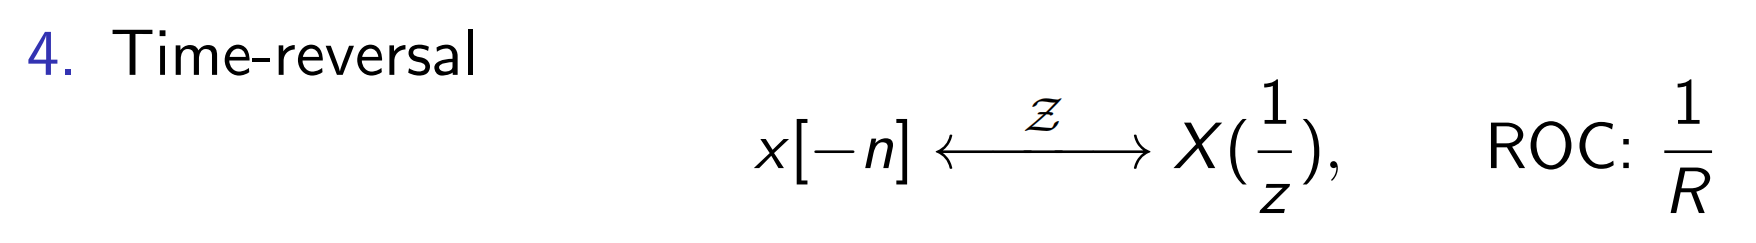 4. Time-reversal
x[−n] ⟷^𝒵 X(1/z), ROC: 1/R